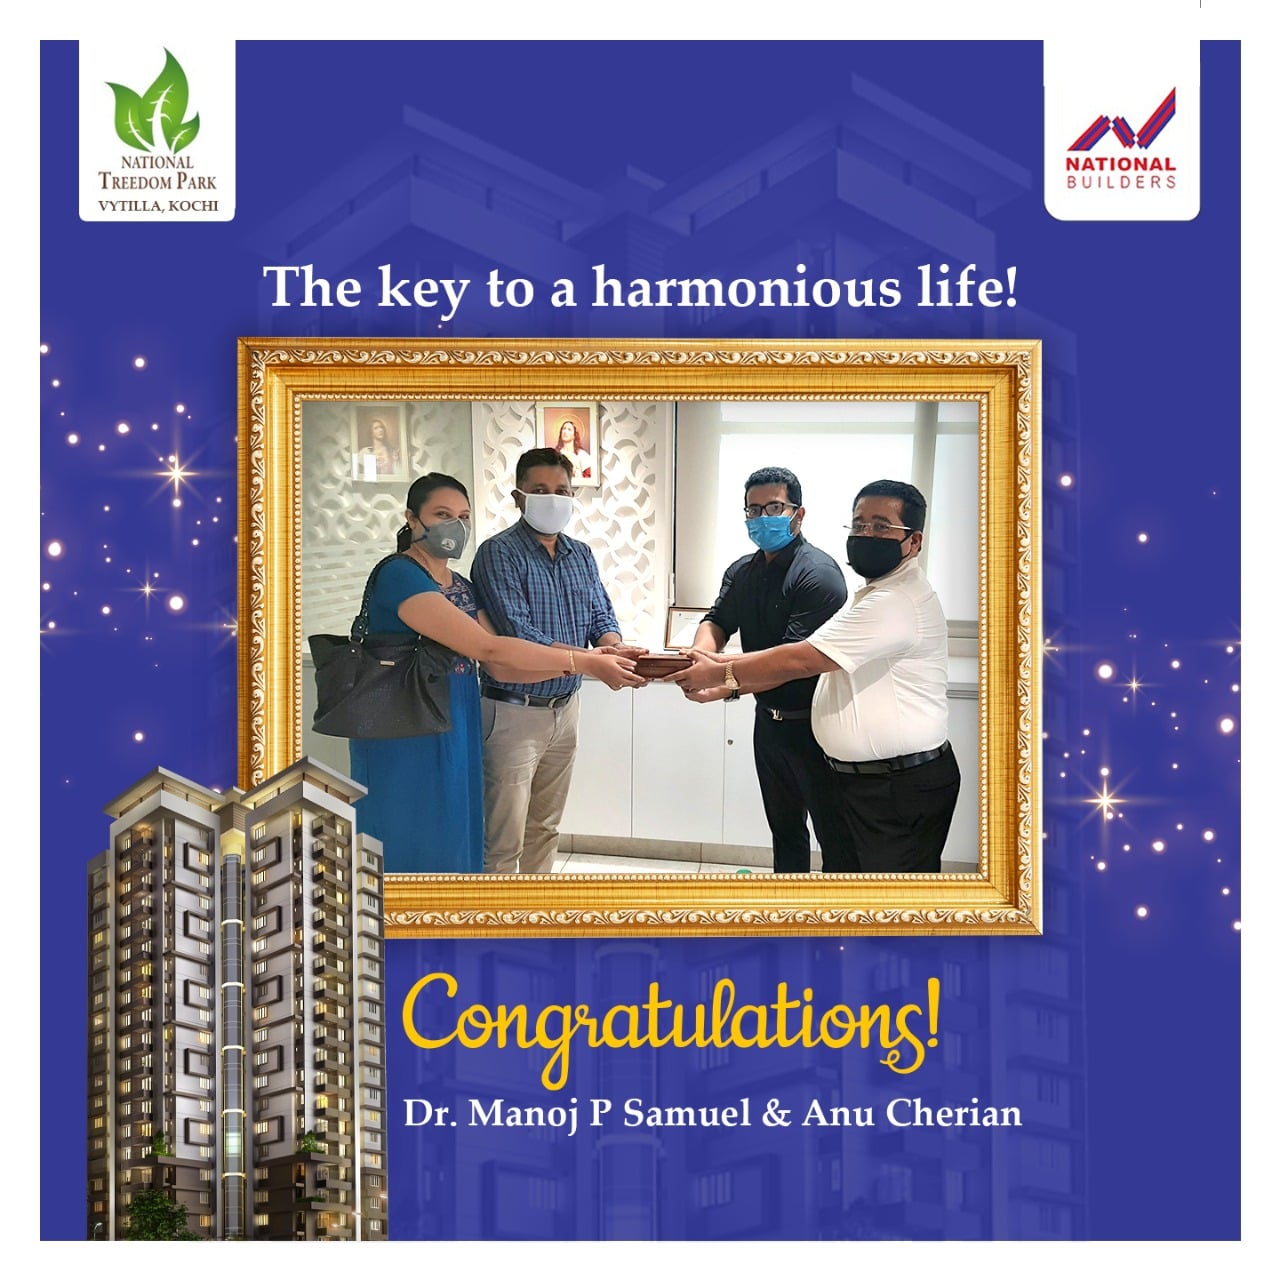 NATIONAL
TREEDOM PARK
VYTILLA, KOCHI
NATIONAL
BUILDERS
The key to a harmonious life!
Congratulations!
Dr. Manoj P Samuel & Anu Cherian